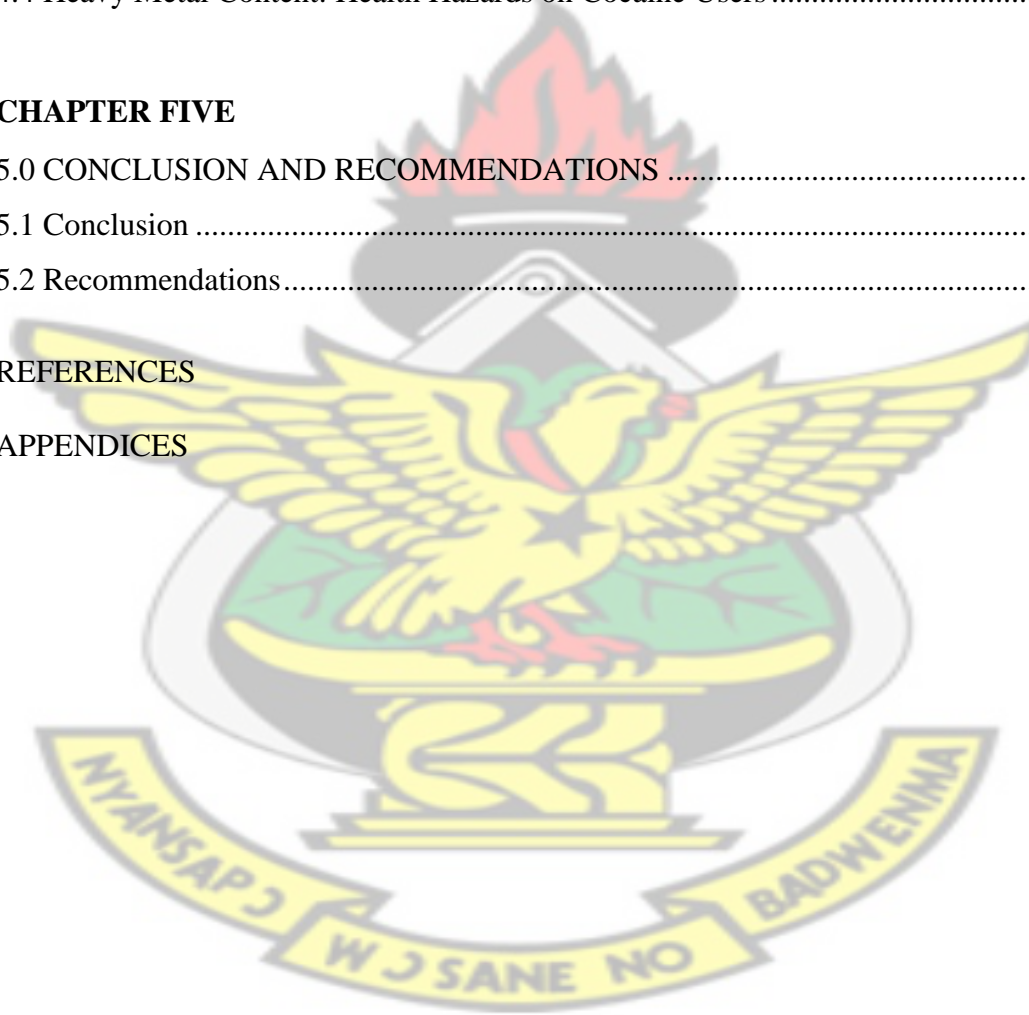 4.4 Heavy Metal Content: Health Hazards on Cocaine Users................................
CHAPTER FIVE
5.0 CONCLUSION AND RECOMMENDATIONS .............................................
5.1 Conclusion .........................................................................................................
5.2 Recommendations..............................................................................................
REFERENCES
APPENDICES
NYANSAPƆ
WƆ SANE NO
BADWENMA